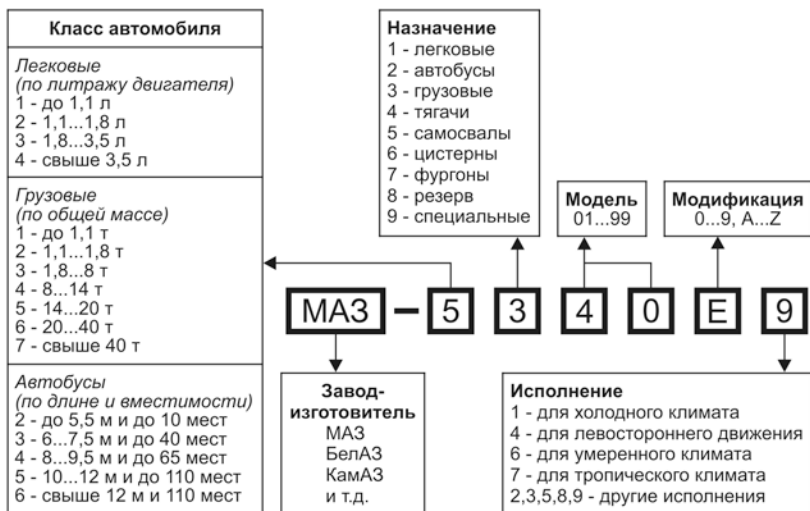 Класс автомобиля
Легковые
(по литражу двигателя)
1 - до 1,1 л
2 - 1,1...1,8 л
3 - 1,8...3,5 л
4 - свыше 3,5 л
Грузовые
(по общей массе)
1 - до 1,1 т
2 - 1,1...1,8 т
3 - 1,8...8 т
4 - 8...14 т
5 - 14...20 т
6 - 20...40 т
7 - свыше 40 т
Автобусы
(по длине и вместимости)
2 - до 5,5 м и до 10 мест
3 - 6...7,5 м и до 40 мест
4 - 8...9,5 м и до 65 мест
5 - 10...12 м и до 110 мест
6 - свыше 12 м и 110 мест
Назначение
1 - легковые
2 - автобусы
3 - грузовые
4 - тягачи
5 - самосвалы
6 - цистерны
7 - фургоны
8 - резерв
9 - специальные
Модель
01...99
Модификация
0...9, A...Z
МАЗ – 5 3 4 0 E 9
Завод-
изготовитель
МАЗ
БелАЗ
КамАЗ
и т.д.
Исполнение
1 - для холодного климата
4 - для левостороннего движения
6 - для умеренного климата
7 - для тропического климата
2,3,5,8,9 - другие исполнения